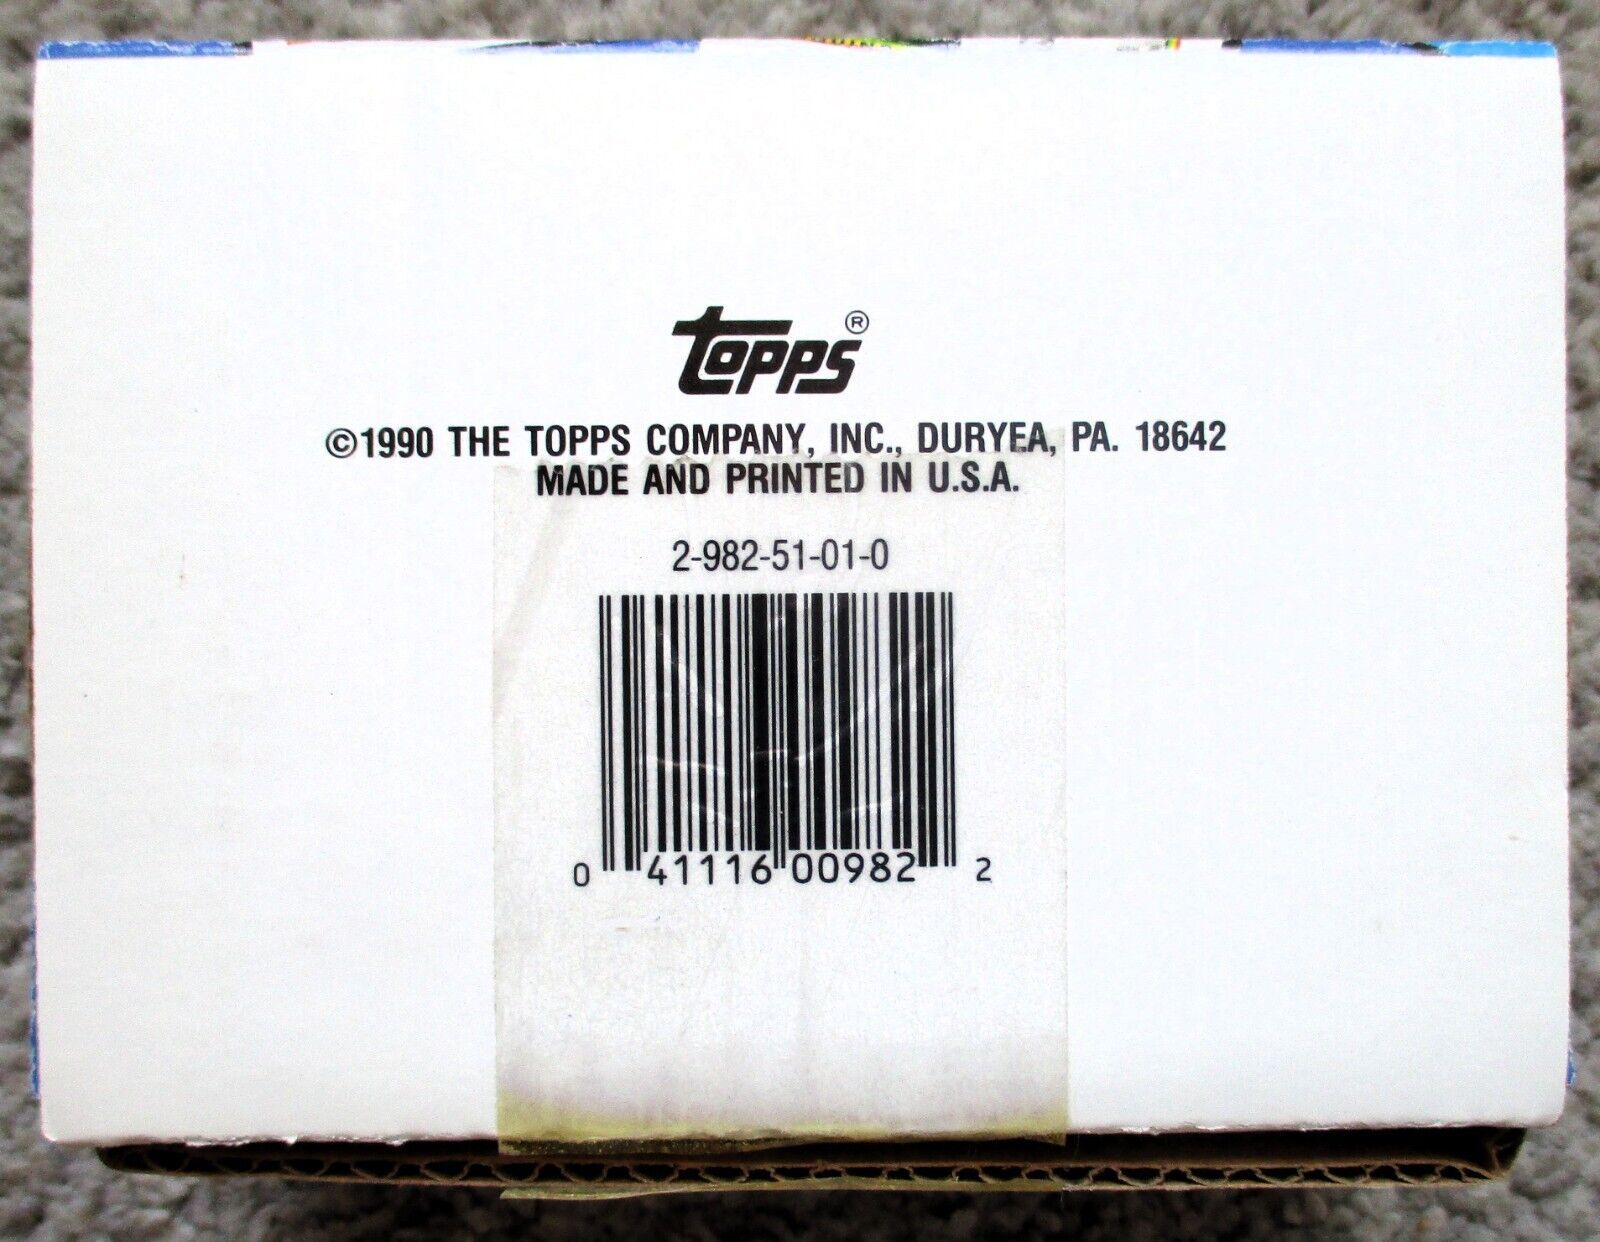 topps®
©1990 THE TOPPS COMPANY, INC., DURYEA, PA. 18642
MADE AND PRINTED IN U.S.A.
2-982-51-01-0
0 41116 00982 2